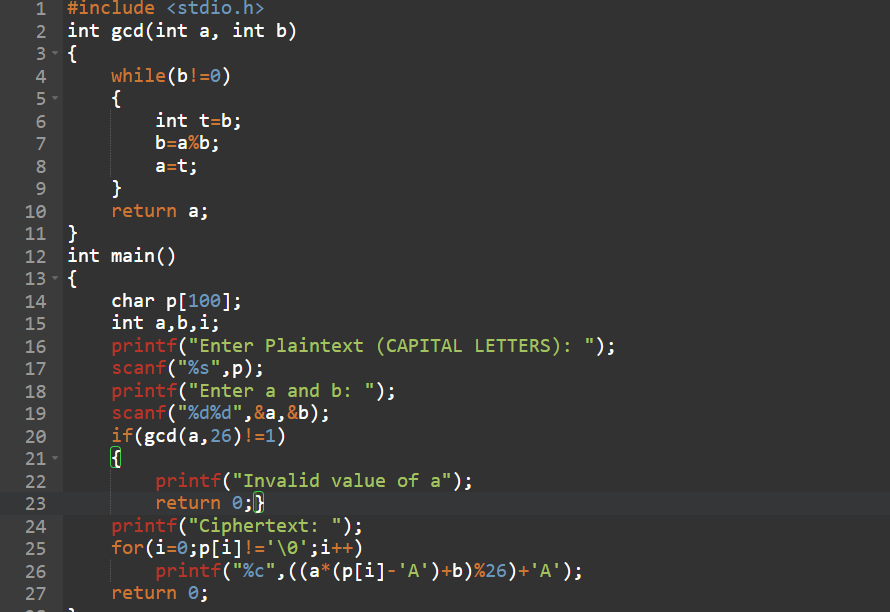 1 #include <stdio.h>
2 int gcd(int a, int b)
3 {
4     while(b!=0)
5     {
6         int t=b;
7         b=a%b;
8         a=t;
9     }
10     return a;
11 }
12 int main()
13 {
14     char p[100];
15     int a,b,i;
16     printf("Enter Plaintext (CAPITAL LETTERS): ");
17     scanf("%s",p);
18     printf("Enter a and b: ");
19     scanf("%d%d",&a,&b);
20     if(gcd(a,26)!=1)
21     {
22         printf("Invalid value of a");
23         return 0;}
24     printf("Ciphertext: ");
25     for(i=0;p[i]!='\0';i++)
26         printf("%c",((a*(p[i]-'A')+b)%26)+'A');
27     return 0;